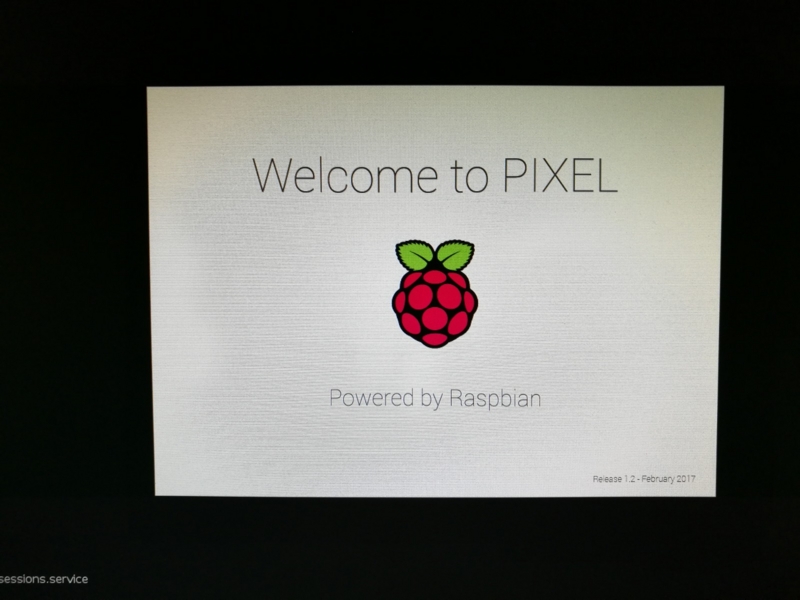 Welcome to PIXEL
Powered by Raspbian
Release 1.2 - February 2017
sessions.service